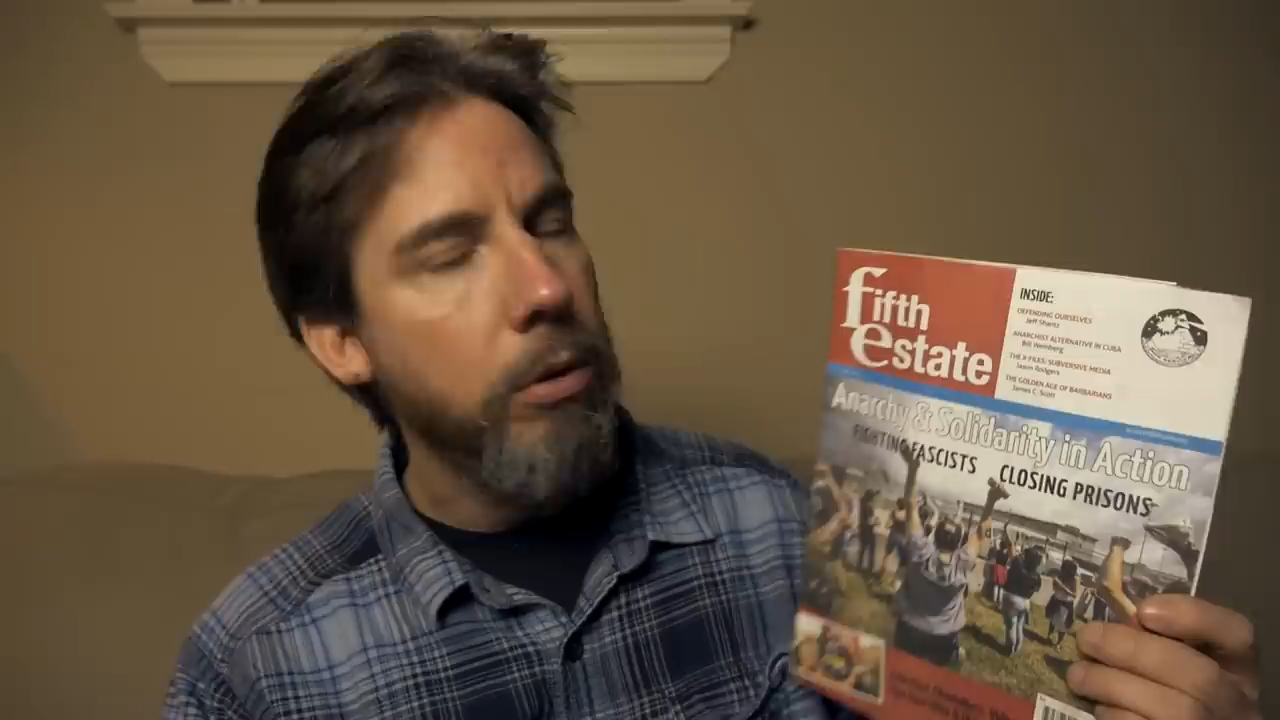 fifth
estate
INSIDE:
DEFENDING OURSELVES
Jeff Shantz
ANARCHIST ALTERNATIVE IN CUBA
Bill Weinberg
THE X-FILES: SUBVERSIVE MEDIA
Jason Rodgers
THE GOLDEN AGE OF BARBARIANS
James C. Scott
Anarchy & Solidarity in Action
FIGHTING FASCISTS CLOSING PRISONS